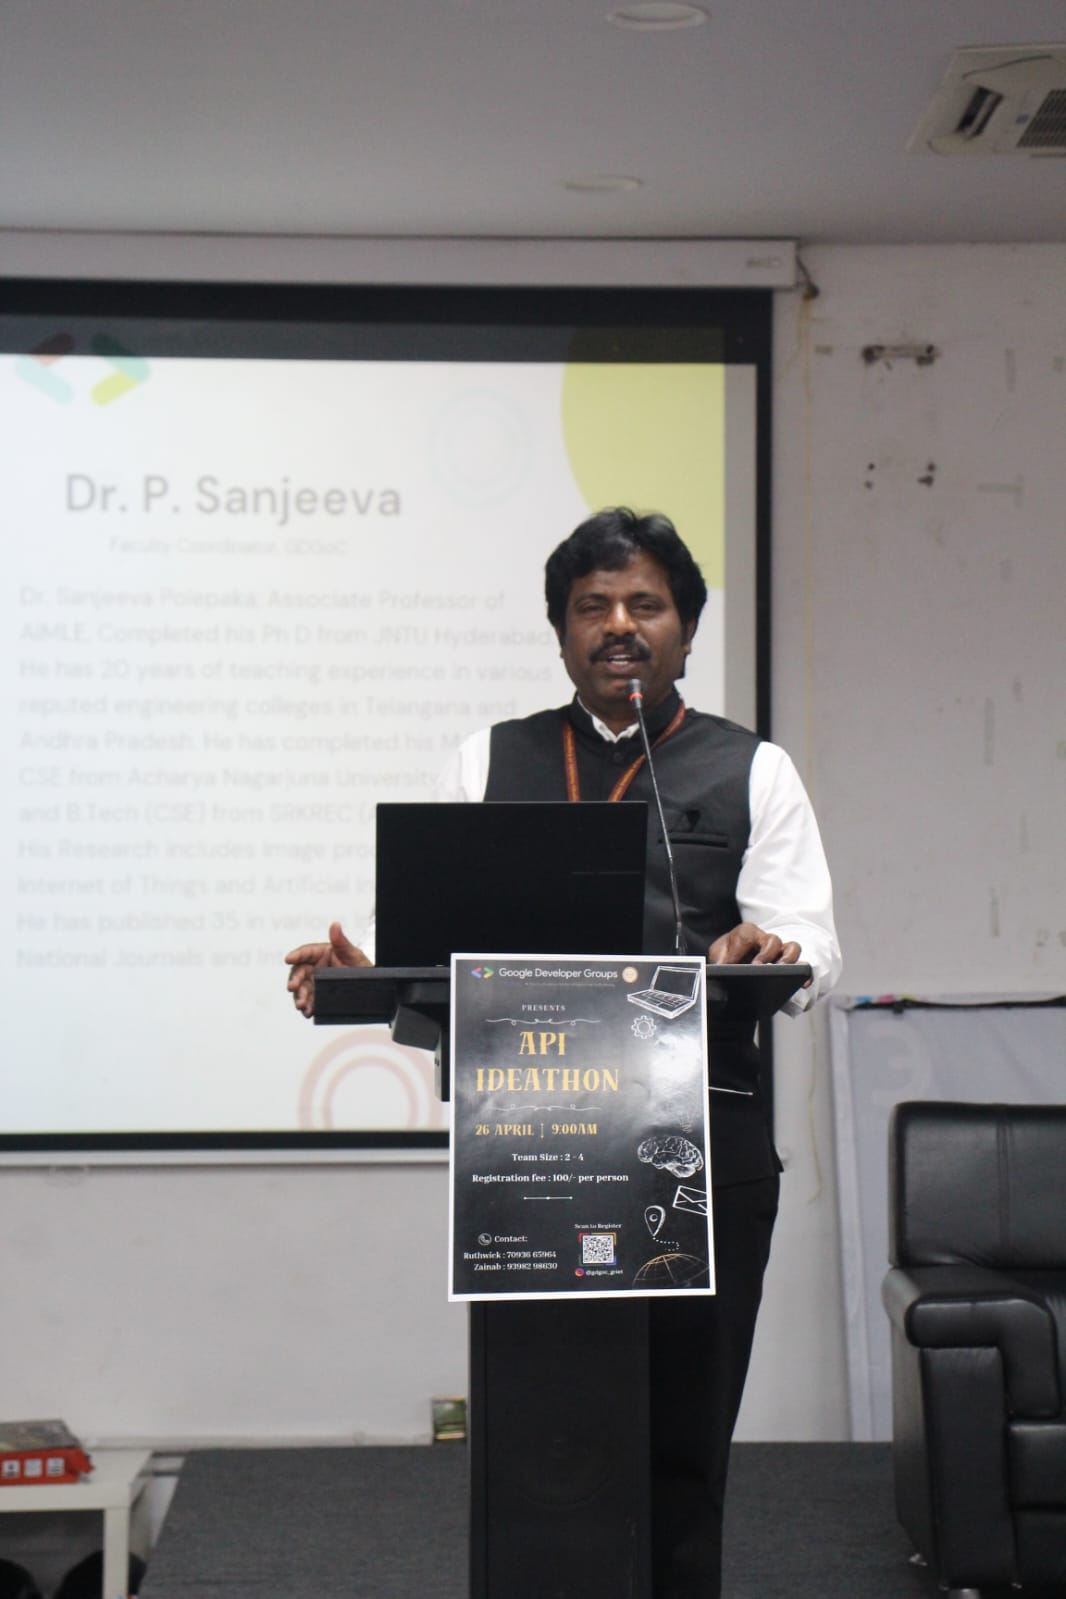 Dr. P. Sanjeeva
Faculty Coordinator, GDGoC
Dr. Sanjeeva Polepaka, Associate Professor of
AIMLE, Completed his Ph D from JNTU Hyderabad.
He has 20 years of teaching experience in various
reputed engineering colleges in Telangana and
Andhra Pradesh. He has completed his M
CSE from Acharya Nagarjuna University,
and B.Tech (CSE) from SRKREC (A
His Research includes Image
Internet of Things and Artificial
He has published 35 in various
National Journals and
Google Developer Groups
PRESENTS
API
IDEATHON
26 APRIL | 9:00AM
Team Size : 2 - 4
Registration fee : 100/- per person
Scan to Register
Contact:
Ruthwick : 70936 65964
Zainab : 93982 98630
@gdgoc_griet